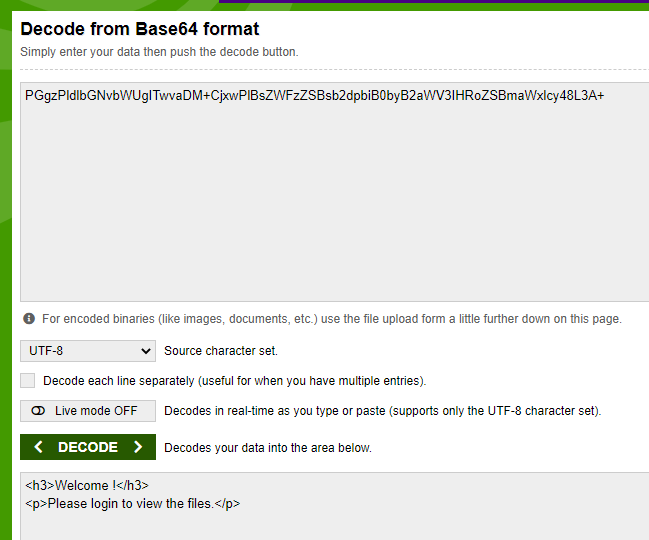 Decode from Base64 format
Simply enter your data then push the decode button.
PGgzPldlbGNvbWUgITwvaDM+CjxwPlBsZWFzZSBsb2dpbiB0byB2aWV3IHRoZSBmaWxlcy48L3A+
For encoded binaries (like images, documents, etc.) use the file upload form a little further down on this page.
UTF-8 Source character set.
Decode each line separately (useful for when you have multiple entries).
Live mode OFF Decodes in real-time as you type or paste (supports only the UTF-8 character set).
< DECODE > Decodes your data into the area below.
<h3>Welcome !</h3>
<p>Please login to view the files.</p>